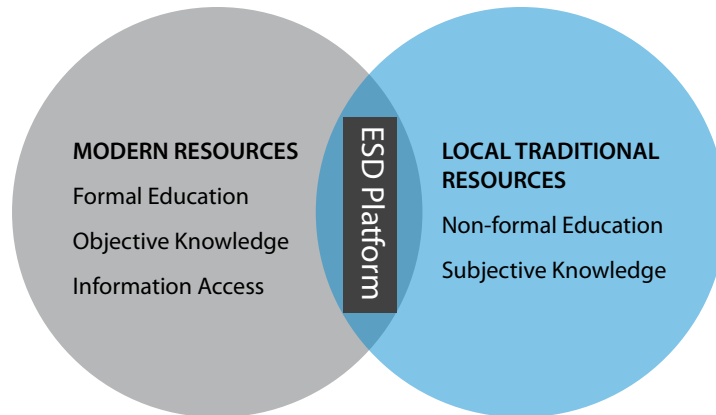 MODERN RESOURCES
Formal Education
Objective Knowledge
Information Access
ESD Platform
LOCAL TRADITIONAL
RESOURCES
Non-formal Education
Subjective Knowledge